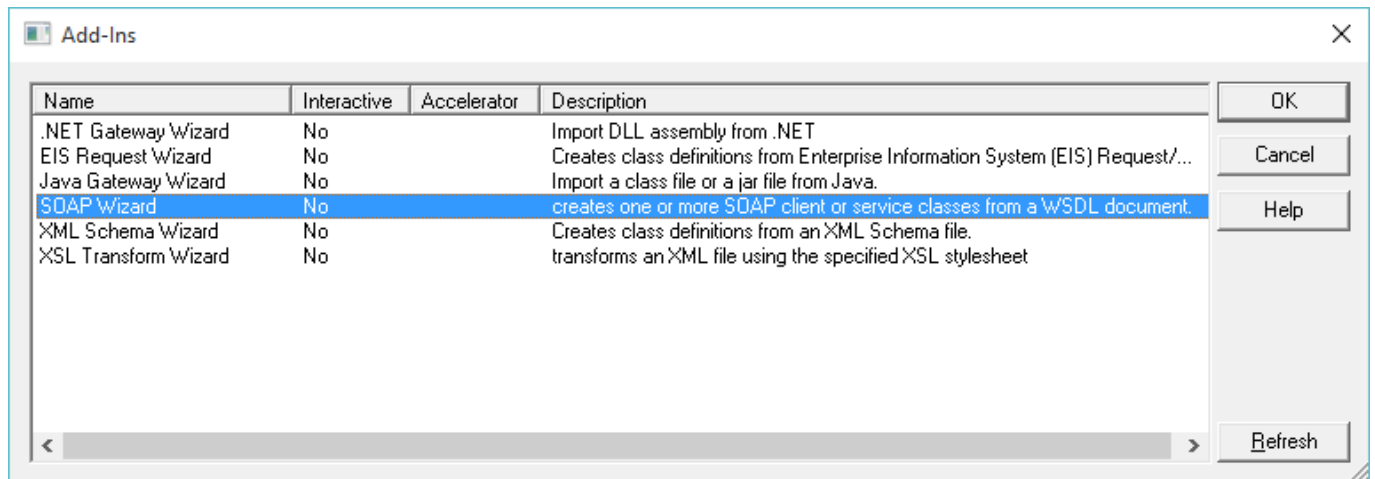 Add-Ins
Name Interactive Accelerator Description
.NET Gateway Wizard No Import DLL assembly from .NET
EIS Request Wizard No Creates class definitions from Enterprise Information System (EIS) Request/...
Java Gateway Wizard No Import a class file or a jar file from Java.
SOAP Wizard No creates one or more SOAP client or service classes from a WSDL document.
XML Schema Wizard No Creates class definitions from an XML Schema file.
XSL Transform Wizard No transforms an XML file using the specified XSL stylesheet
OK
Cancel
Help
Refresh